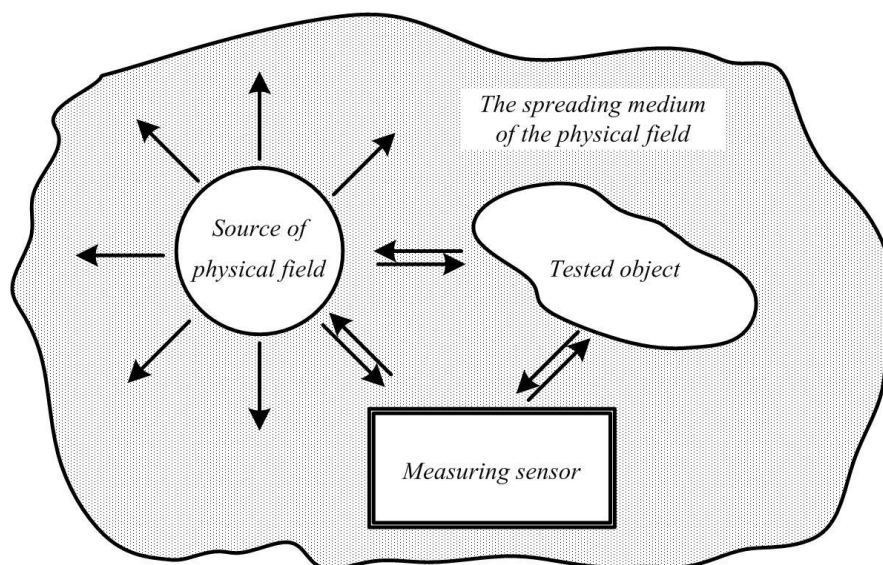 The spreading medium
of the physical field
Source of
physical field
Tested object
Measuring sensor